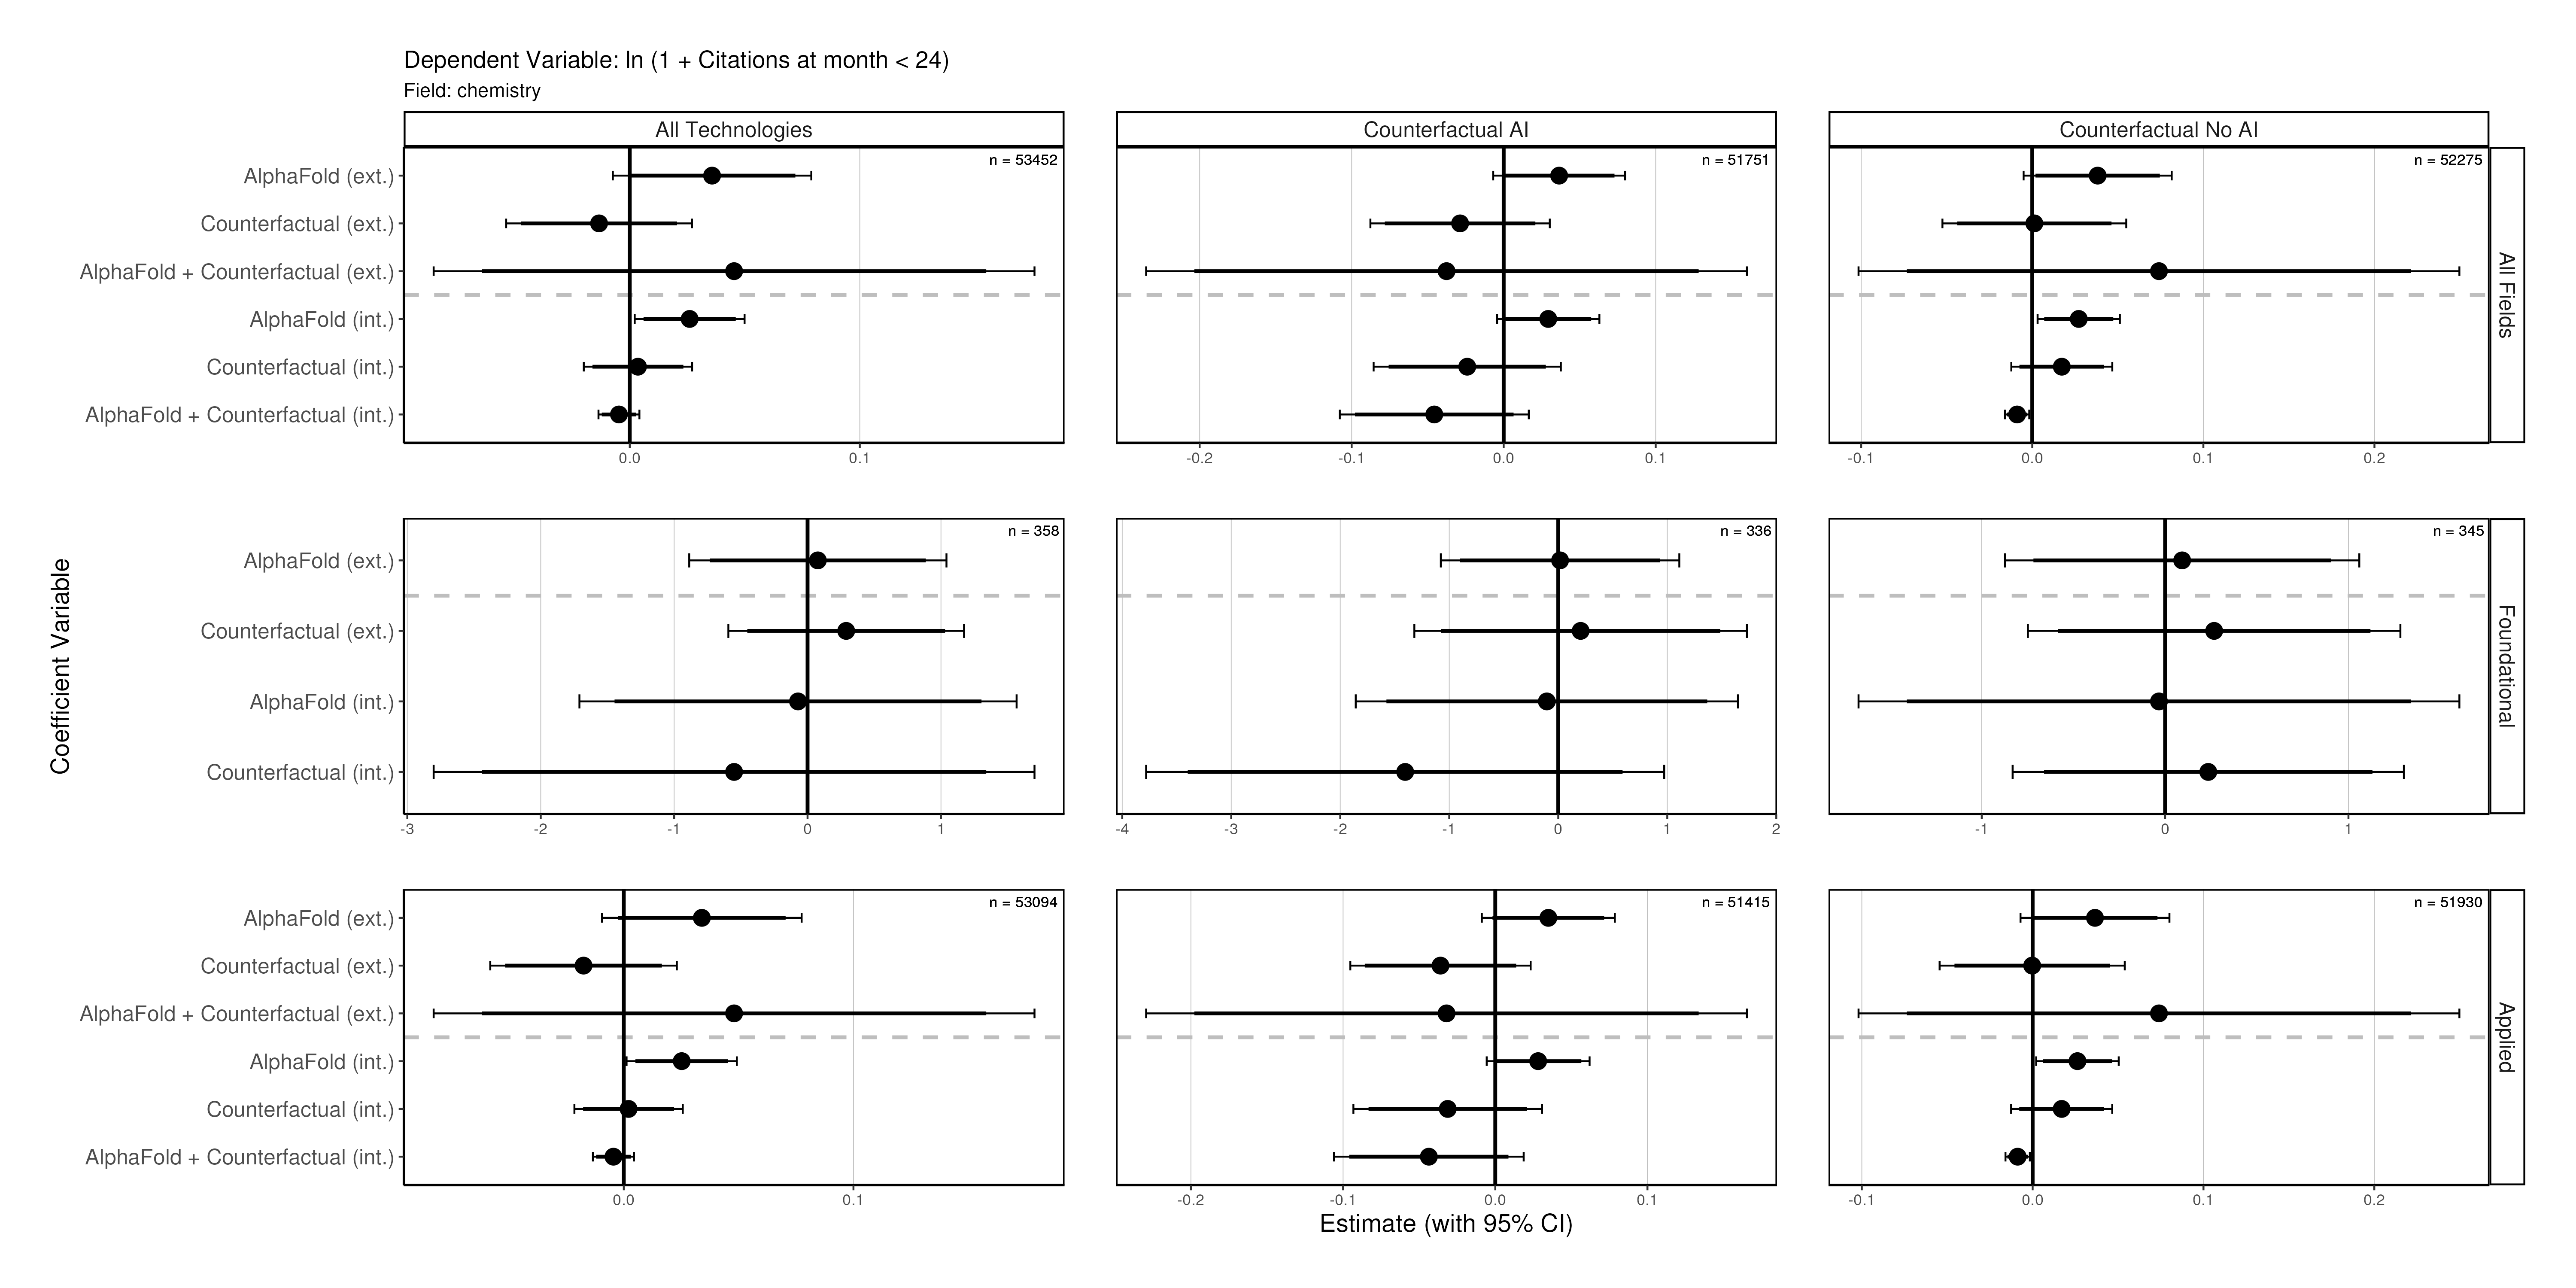 Dependent Variable: ln (1 + Citations at month < 24)
Field: chemistry
All Technologies
Counterfactual AI
Counterfactual No AI
n = 53452
n = 51751
n = 52275
AlphaFold (ext.)
Counterfactual (ext.)
AlphaFold + Counterfactual (ext.)
AlphaFold (int.)
Counterfactual (int.)
AlphaFold + Counterfactual (int.)
All Fields
0.0 0.1
-0.2 -0.1 0.0 0.1
-0.1 0.0 0.1 0.2
Coefficient Variable
n = 358
n = 336
n = 345
AlphaFold (ext.)
Counterfactual (ext.)
AlphaFold (int.)
Counterfactual (int.)
Foundational
-3 -2 -1 0 1
-4 -3 -2 -1 0 1 2
-1 0 1
n = 53094
n = 51415
n = 51930
AlphaFold (ext.)
Counterfactual (ext.)
AlphaFold + Counterfactual (ext.)
AlphaFold (int.)
Counterfactual (int.)
AlphaFold + Counterfactual (int.)
Applied
0.0 0.1
-0.2 -0.1 0.0 0.1
-0.1 0.0 0.1 0.2
Estimate (with 95% CI)